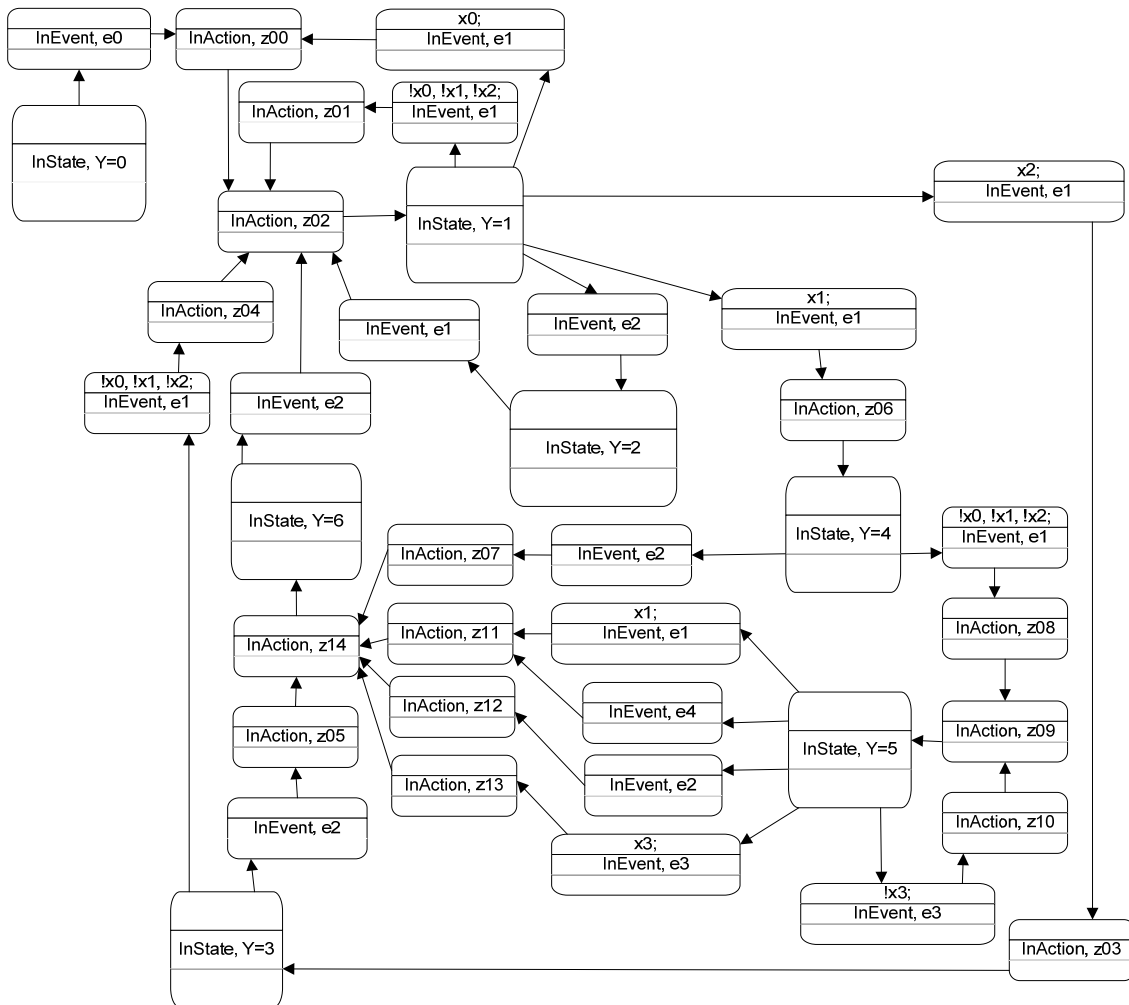 InEvent, e0
InAction, z00
x0;
InEvent, e1
InState, Y=0
InAction, z01
!x0, !x1, !x2;
InEvent, e1
InAction, z02
InState, Y=1
x2;
InEvent, e1
InAction, z04
InEvent, e1
InEvent, e2
x1;
InEvent, e1
!x0, !x1, !x2;
InEvent, e1
InEvent, e2
InAction, z06
InState, Y=2
InState, Y=6
InState, Y=4
!x0, !x1, !x2;
InEvent, e1
InAction, z07
InEvent, e2
InAction, z14
InAction, z11
x1;
InEvent, e1
InAction, z08
InAction, z12
InEvent, e4
InAction, z05
InState, Y=5
InAction, z09
InAction, z13
InEvent, e2
InEvent, e2
InAction, z10
x3;
InEvent, e3
!x3;
InEvent, e3
InState, Y=3
InAction, z03